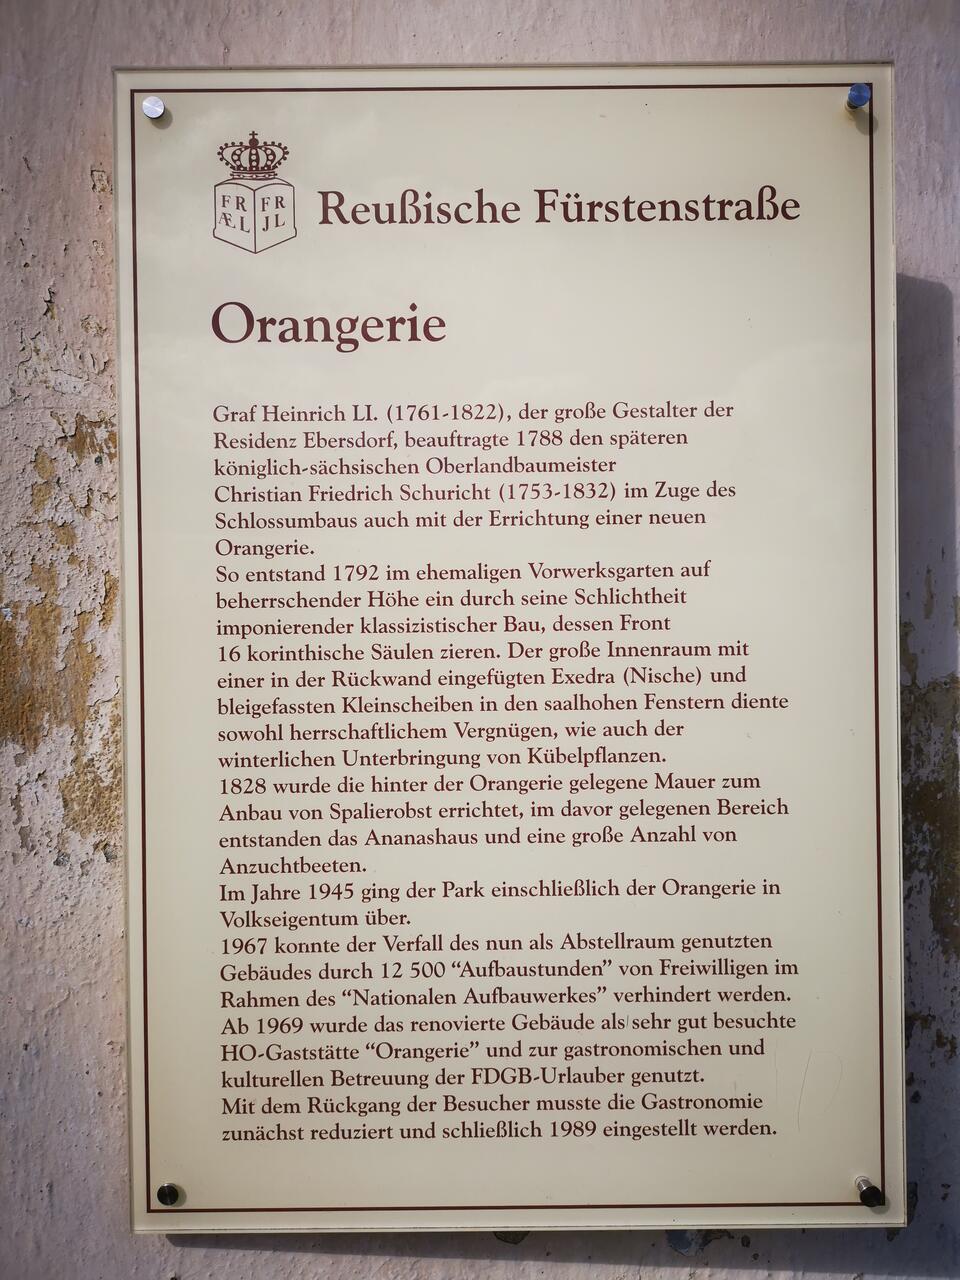 FR FR
ÆL JL
Reußische Fürstenstraße
Orangerie
Graf Heinrich LI. (1761-1822), der große Gestalter der
Residenz Ebersdorf, beauftragte 1788 den späteren
königlich-sächsischen Oberlandbaumeister
Christian Friedrich Schuricht (1753-1832) im Zuge des
Schlossumbaus auch mit der Errichtung einer neuen
Orangerie.
So entstand 1792 im ehemaligen Vorwerksgarten auf
beherrschender Höhe ein durch seine Schlichtheit
imponierender klassizistischer Bau, dessen Front
16 korinthische Säulen zieren. Der große Innenraum mit
einer in der Rückwand eingefügten Exedra (Nische) und
bleigefassten Kleinscheiben in den saalhohen Fenstern diente
sowohl herrschaftlichem Vergnügen, wie auch der
winterlichen Unterbringung von Kübelpflanzen.
1828 wurde die hinter der Orangerie gelegene Mauer zum
Anbau von Spalierobst errichtet, im davor gelegenen Bereich
entstanden das Ananashaus und eine große Anzahl von
Anzuchtbeeten.
Im Jahre 1945 ging der Park einschließlich der Orangerie in
Volkseigentum über.
1967 konnte der Verfall des nun als Abstellraum genutzten
Gebäudes durch 12 500 “Aufbaustunden” von Freiwilligen im
Rahmen des “Nationalen Aufbauwerkes” verhindert werden.
Ab 1969 wurde das renovierte Gebäude als sehr gut besuchte
HO-Gaststätte “Orangerie” und zur gastronomischen und
kulturellen Betreuung der FDGB-Urlauber genutzt.
Mit dem Rückgang der Besucher musste die Gastronomie
zunächst reduziert und schließlich 1989 eingestellt werden.